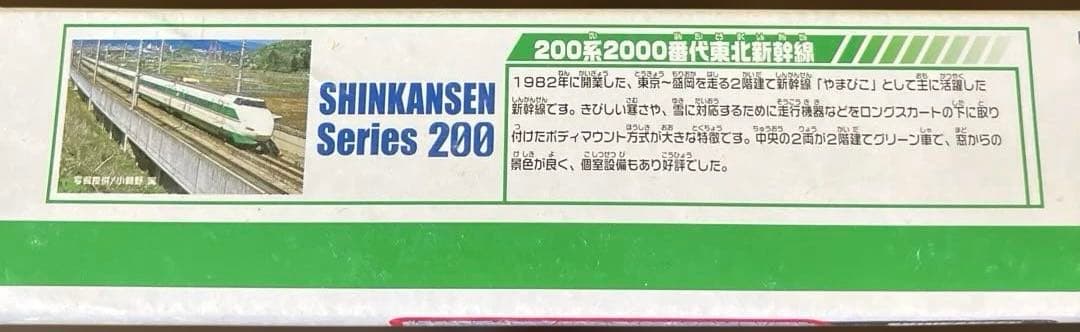 200系2000番代東北新幹線
SHINKANSEN
Series 200
1982年に開業した、東京～盛岡を走る2階建て新幹線「やまびこ」として主に活躍した
新幹線です。きびしい寒さや、雪に対応するために走行機器などをロングスカートの下に取り
付けたボディマウント方式が大きな特徴です。中央の2両が2階建てグリーン車で、窓からの
景色が良く、個室設備もあり好評でした。
写真提供/小賀野 実